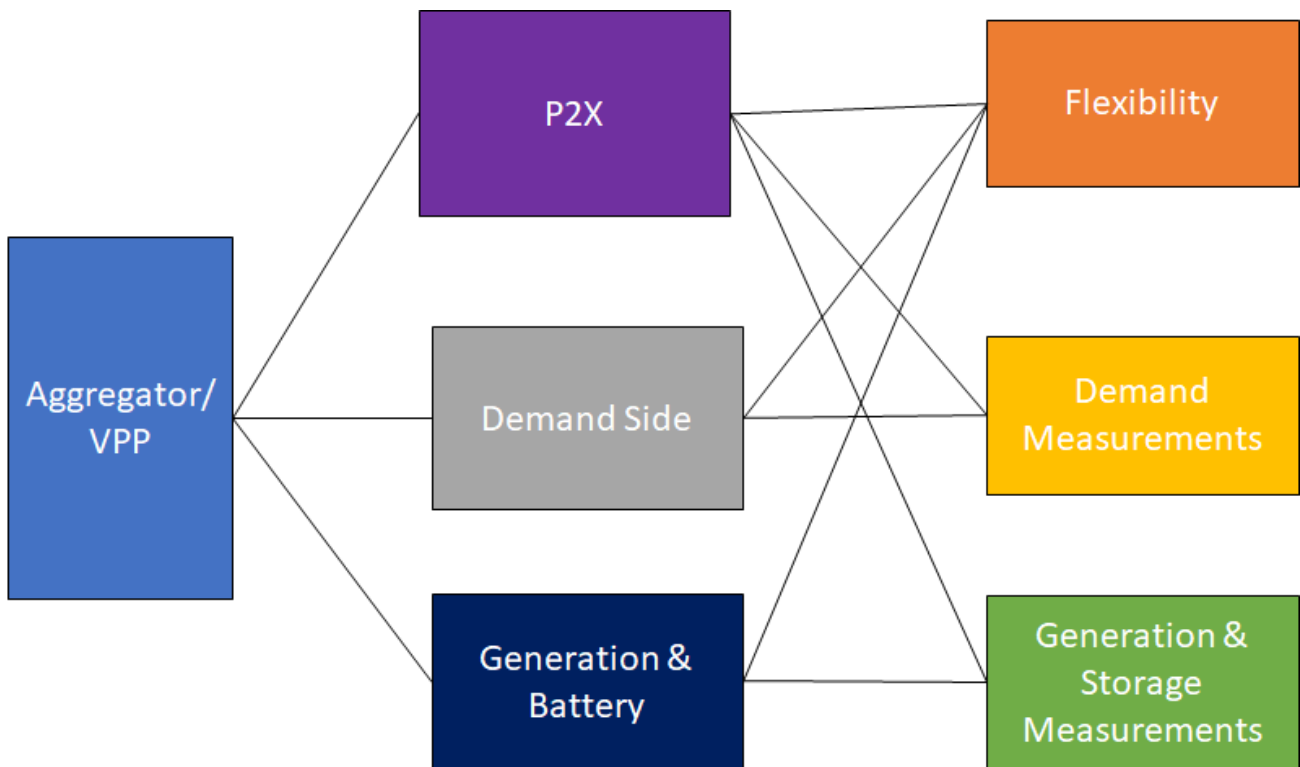 P2X
Flexibility
Aggregator/
VPP
Demand Side
Demand
Measurements
Generation &
Battery
Generation &
Storage
Measurements